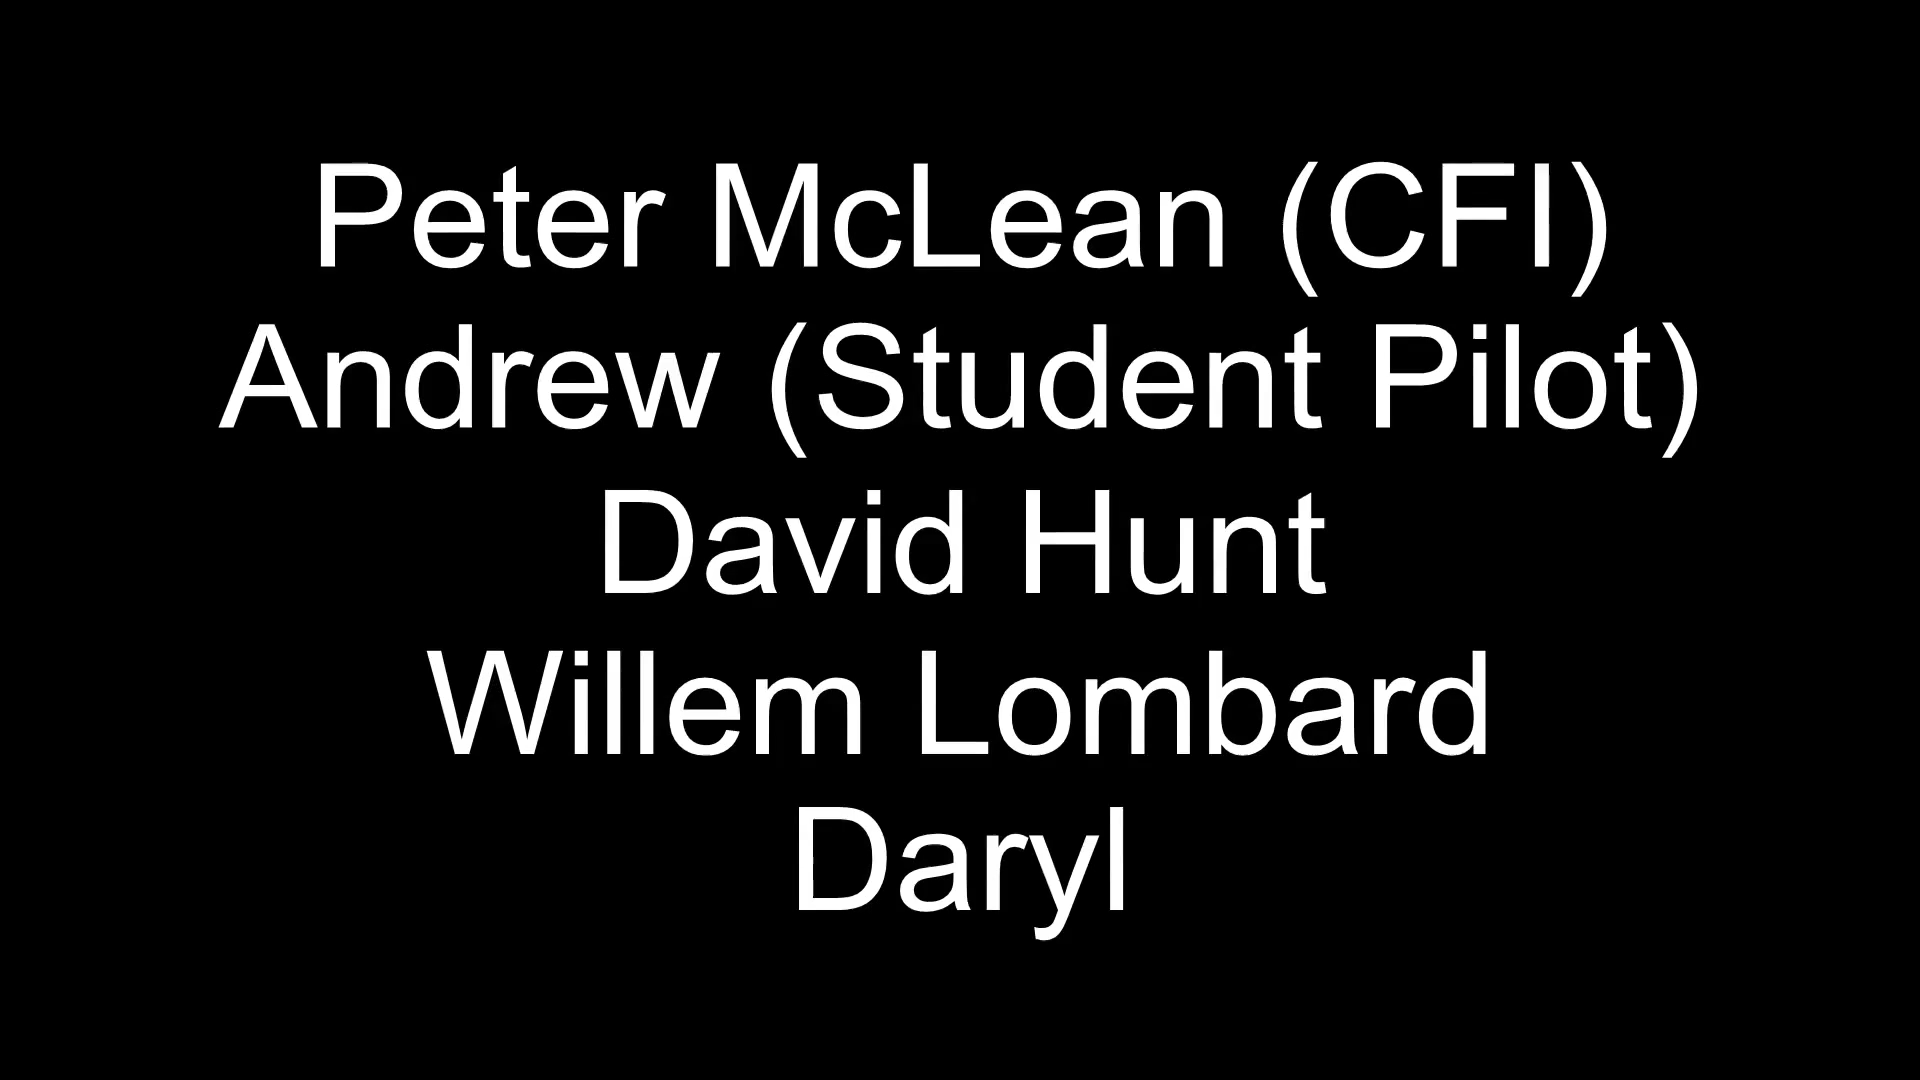 Peter McLean (CFI)
Andrew (Student Pilot)
David Hunt
Willem Lombard
Daryl